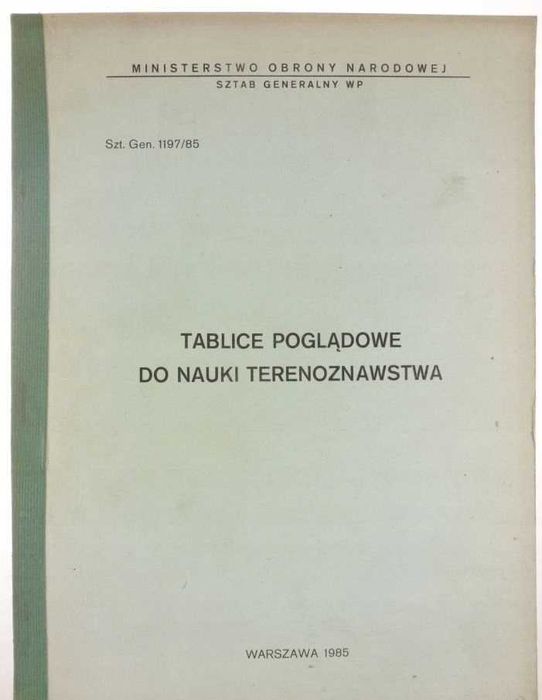 MINISTERSTWO OBRONY NARODOWEJ
SZTAB GENERALNY WP
Szt. Gen. 1197/85
TABLICE POGLĄDOWE
DO NAUKI TERENOZNAWSTWA
WARSZAWA 1985